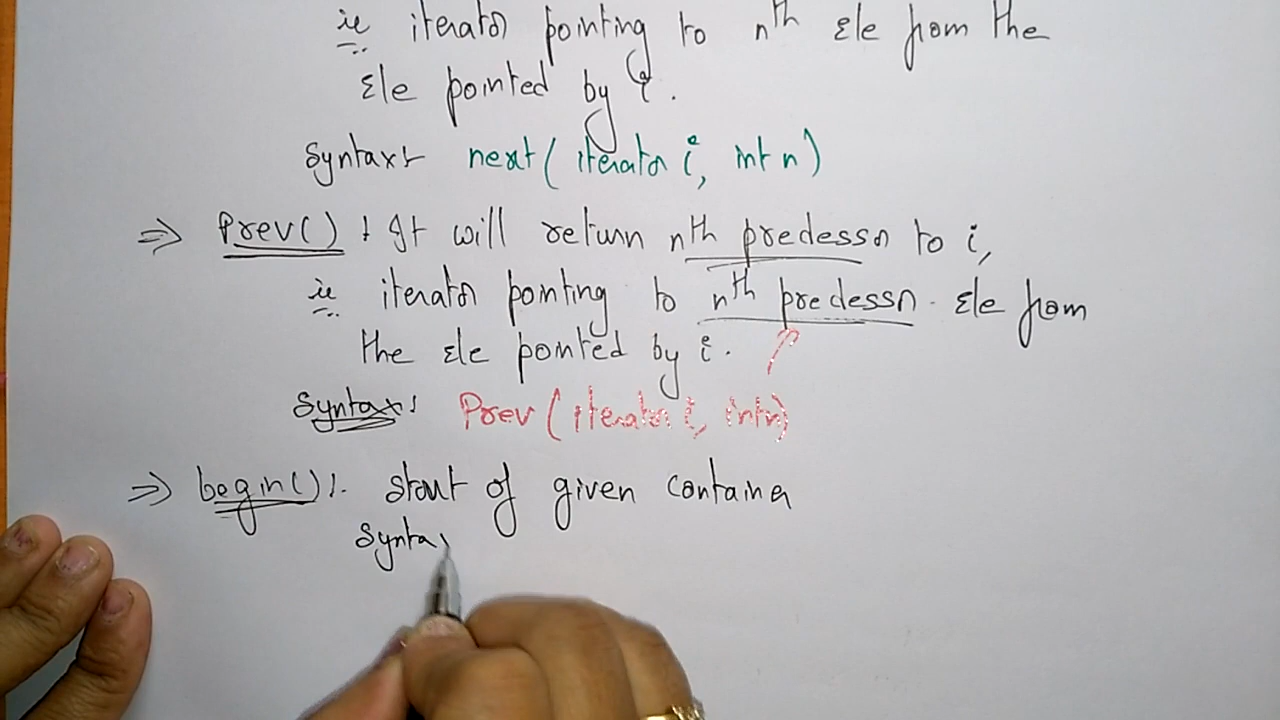 ie iterator pointing to nth Ele from the
Ele pointed by i.
Syntax:- next( iterator i, int n)
=> Prev() : It will return nth predessor to i,
ie iterator pointing to nth predessor Ele from
the Ele pointed by i.
Syntax: Prev( iterator i, int n)
=> begin():- start of given container
Synta